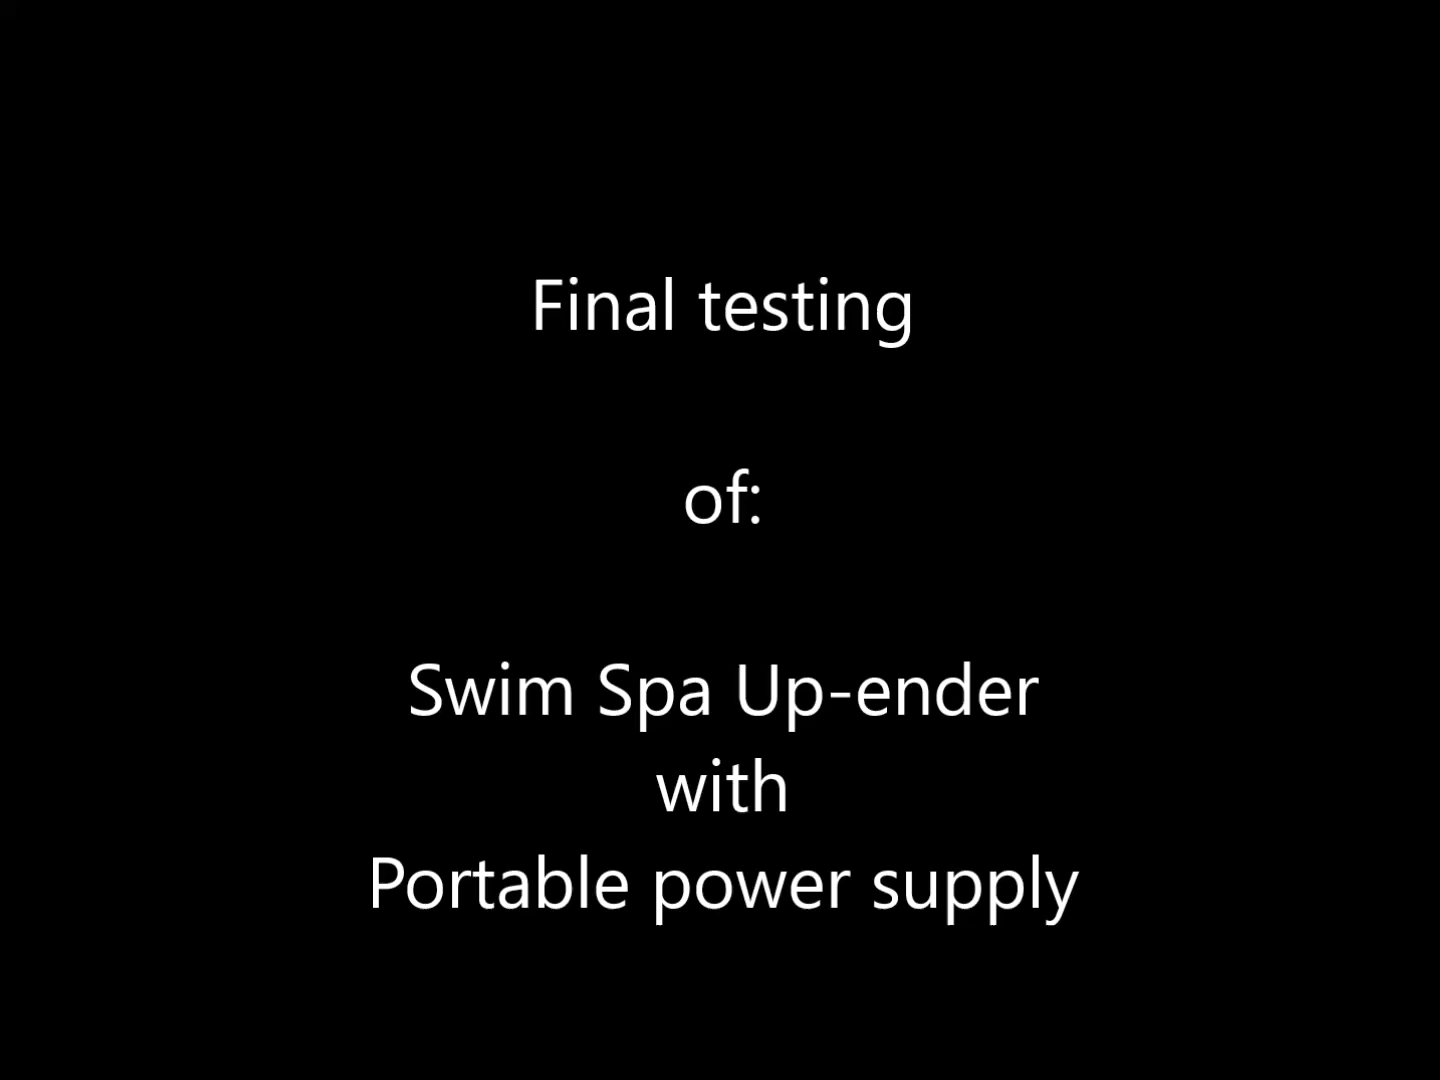 Final testing
of:
Swim Spa Up-ender
with
Portable power supply